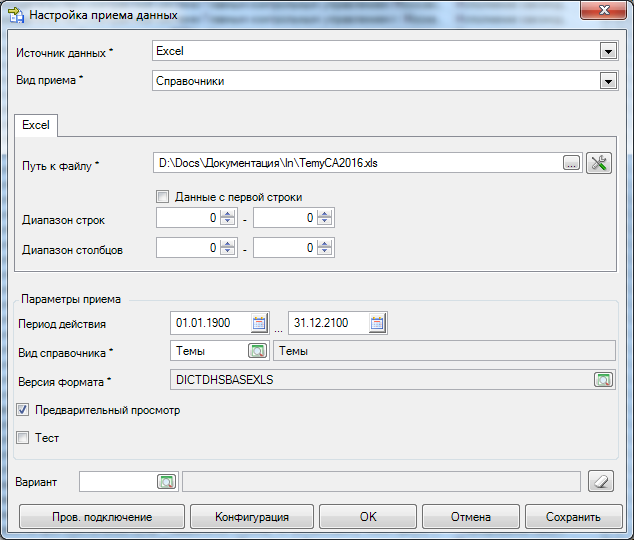 Настройка приема данных
Источник данных * Excel
Вид приема * Справочники
Excel
Путь к файлу * D:\Docs\Документация\In\TemyCA2016.xls ...
Данные с первой строки
Диапазон строк 0 - 0
Диапазон столбцов 0 - 0
Параметры приема
Период действия 01.01.1900 ... 31.12.2100
Вид справочника * Темы Темы
Версия формата * DICTDHSBASEXLS
Предварительный просмотр
Тест
Вариант
Пров. подключение Конфигурация OK Отмена Сохранить